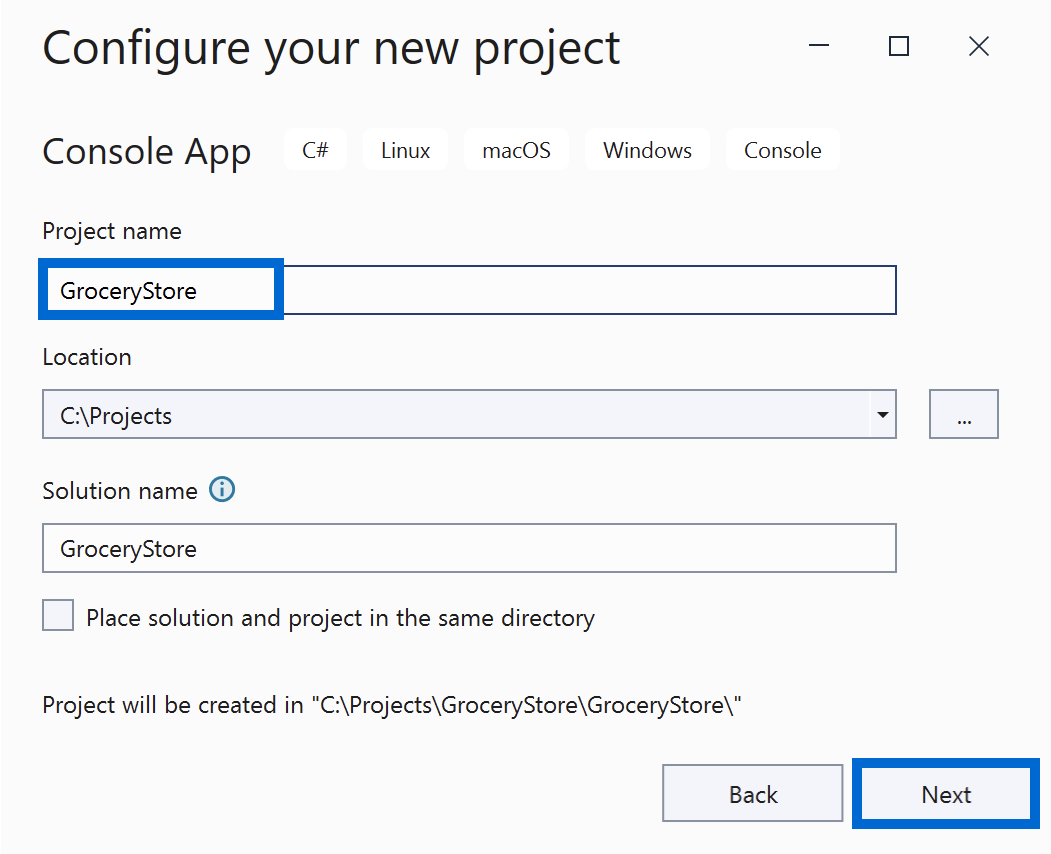 Configure your new project
Console App C# Linux macOS Windows Console
Project name
GroceryStore
Location
C:\Projects
...
Solution name
GroceryStore
Place solution and project in the same directory
Project will be created in "C:\Projects\GroceryStore\GroceryStore\"
Back Next